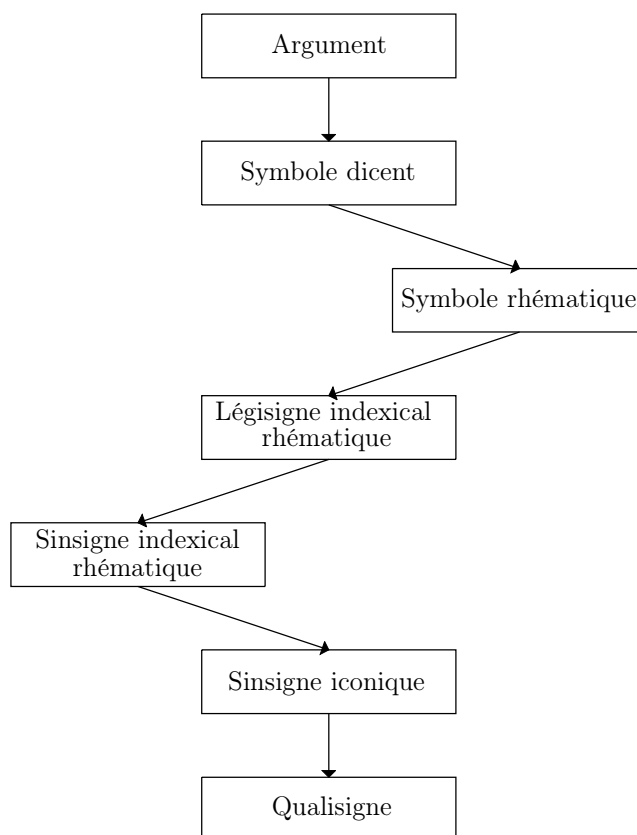 Argument
Symbole dicent
Symbole rhématique
Légisigne indexical
rhématique
Sinsigne indexical
rhématique
Sinsigne iconique
Qualisigne